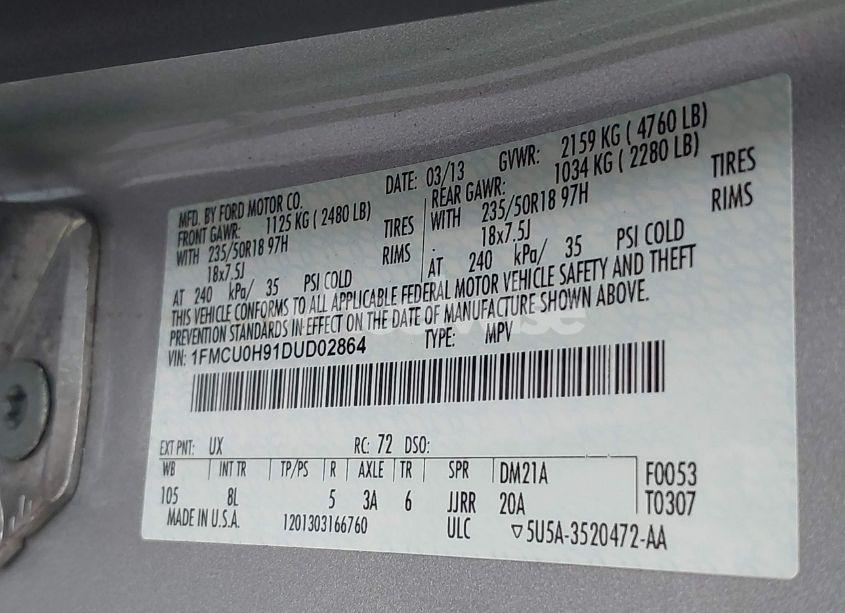 MFD. BY FORD MOTOR CO. DATE: 03/13 GVWR: 2159 KG ( 4760 LB)
FRONT GAWR: 1125 KG ( 2480 LB) REAR GAWR: 1034 KG ( 2280 LB)
WITH 235/50R18 97H TIRES WITH 235/50R18 97H TIRES
18x7.5J RIMS 18x7.5J RIMS
AT 240 kPa/ 35 PSI COLD AT 240 kPa/ 35 PSI COLD
THIS VEHICLE CONFORMS TO ALL APPLICABLE FEDERAL MOTOR VEHICLE SAFETY AND THEFT
PREVENTION STANDARDS IN EFFECT ON THE DATE OF MANUFACTURE SHOWN ABOVE.
VIN: 1FMCU0H91DUD02864 TYPE: MPV
EXT PNT: UX RC: 72 DSO:
WB INT TR TP/PS R AXLE TR SPR DM21A F0053
105 8L 5 3A 6 JJRR 20A T0307
MADE IN U.S.A. 1201303166760 ULC ▽5U5A-3520472-AA